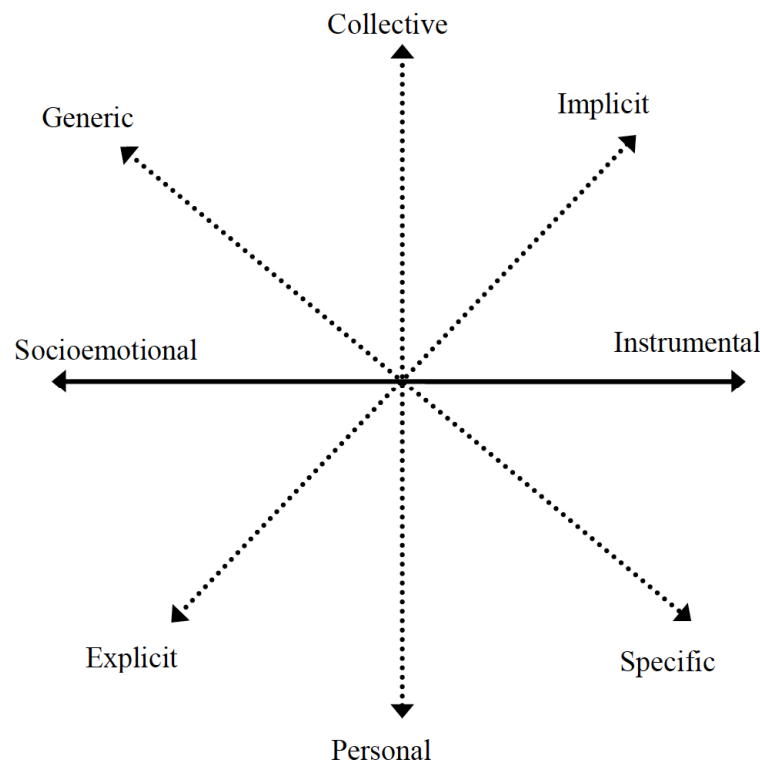 Collective
Implicit
Generic
Instrumental
Socioemotional
Explicit
Specific
Personal